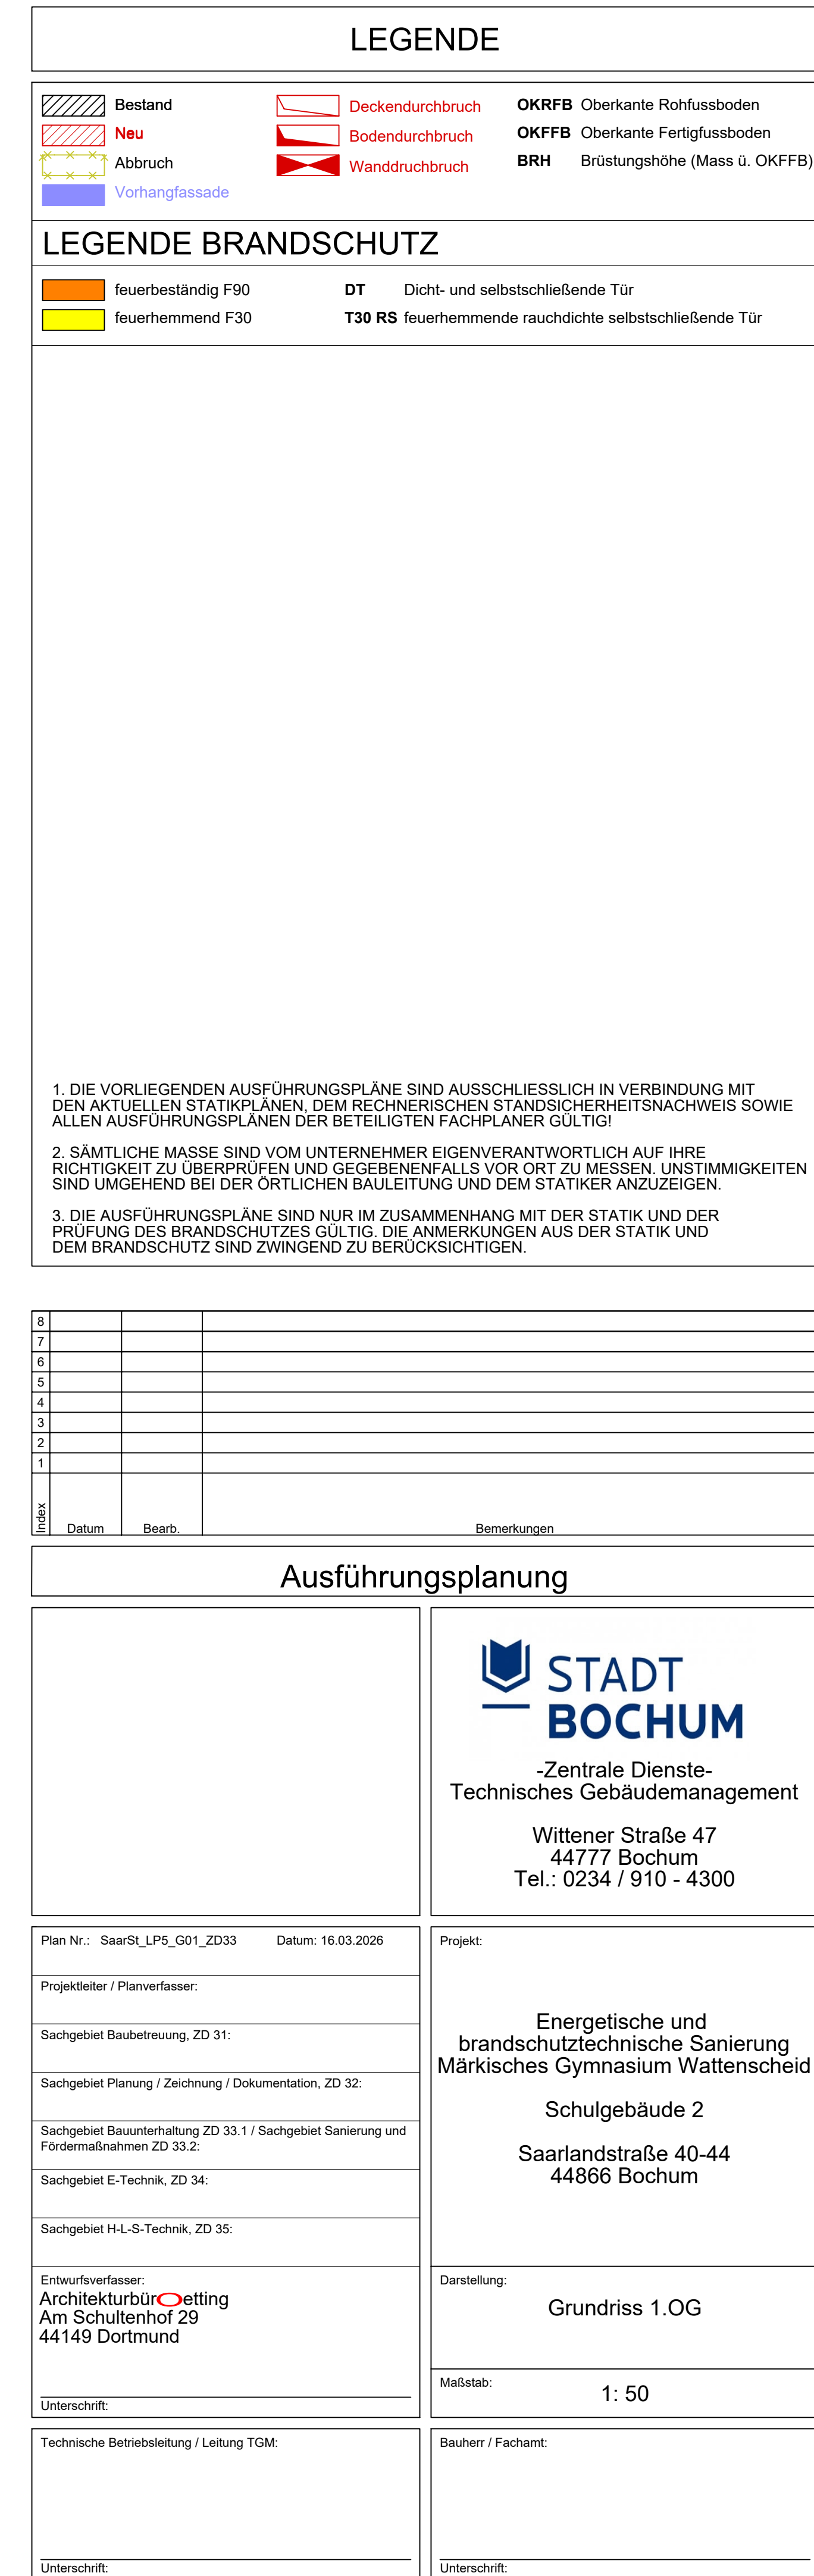 LEGENDE
Bestand
Neu
Abbruch
Vorhangfassade
Deckendurchbruch
Bodendurchbruch
Wanddruchbruch
OKRFB Oberkante Rohfussboden
OKFFB Oberkante Fertigfussboden
BRH Brüstungshöhe (Mass ü. OKFFB)
LEGENDE BRANDSCHUTZ
feuerbeständig F90
feuerhemmend F30
DT Dicht- und selbstschließende Tür
T30 RS feuerhemmende rauchdichte selbstschließende Tür
1. DIE VORLIEGENDEN AUSFÜHRUNGSPLÄNE SIND AUSSCHLIESSLICH IN VERBINDUNG MIT
DEN AKTUELLEN STATIKPLÄNEN, DEM RECHNERISCHEN STANDSICHERHEITSNACHWEIS SOWIE
ALLEN AUSFÜHRUNGSPLÄNEN DER BETEILIGTEN FACHPLANER GÜLTIG!
2. SÄMTLICHE MASSE SIND VOM UNTERNEHMER EIGENVERANTWORTLICH AUF IHRE
RICHTIGKEIT ZU ÜBERPRÜFEN UND GEGEBENENFALLS VOR ORT ZU MESSEN. UNSTIMMIGKEITEN
SIND UMGEHEND BEI DER ÖRTLICHEN BAULEITUNG UND DEM STATIKER ANZUZEIGEN.
3. DIE AUSFÜHRUNGSPLÄNE SIND NUR IM ZUSAMMENHANG MIT DER STATIK UND DER
PRÜFUNG DES BRANDSCHUTZES GÜLTIG. DIE ANMERKUNGEN AUS DER STATIK UND
DEM BRANDSCHUTZ SIND ZWINGEND ZU BERÜCKSICHTIGEN.
8
7
6
5
4
3
2
1
Index Datum Bearb. Bemerkungen
Ausführungsplanung
STADT
BOCHUM
-Zentrale Dienste-
Technisches Gebäudemanagement
Wittener Straße 47
44777 Bochum
Tel.: 0234 / 910 - 4300
Plan Nr.: SaarSt_LP5_G01_ZD33 Datum: 16.03.2026
Projektleiter / Planverfasser:
Sachgebiet Baubetreuung, ZD 31:
Sachgebiet Planung / Zeichnung / Dokumentation, ZD 32:
Sachgebiet Bauunterhaltung ZD 33.1 / Sachgebiet Sanierung und
Fördermaßnahmen ZD 33.2:
Sachgebiet E-Technik, ZD 34:
Sachgebiet H-L-S-Technik, ZD 35:
Entwurfsverfasser:
ArchitekturbürOetting
Am Schultenhof 29
44149 Dortmund
Unterschrift:
Projekt:
Energetische und
brandschutztechnische Sanierung
Märkisches Gymnasium Wattenscheid
Schulgebäude 2
Saarlandstraße 40-44
44866 Bochum
Darstellung:
Grundriss 1.OG
Maßstab:
1: 50
Technische Betriebsleitung / Leitung TGM:
Unterschrift:
Bauherr / Fachamt:
Unterschrift: